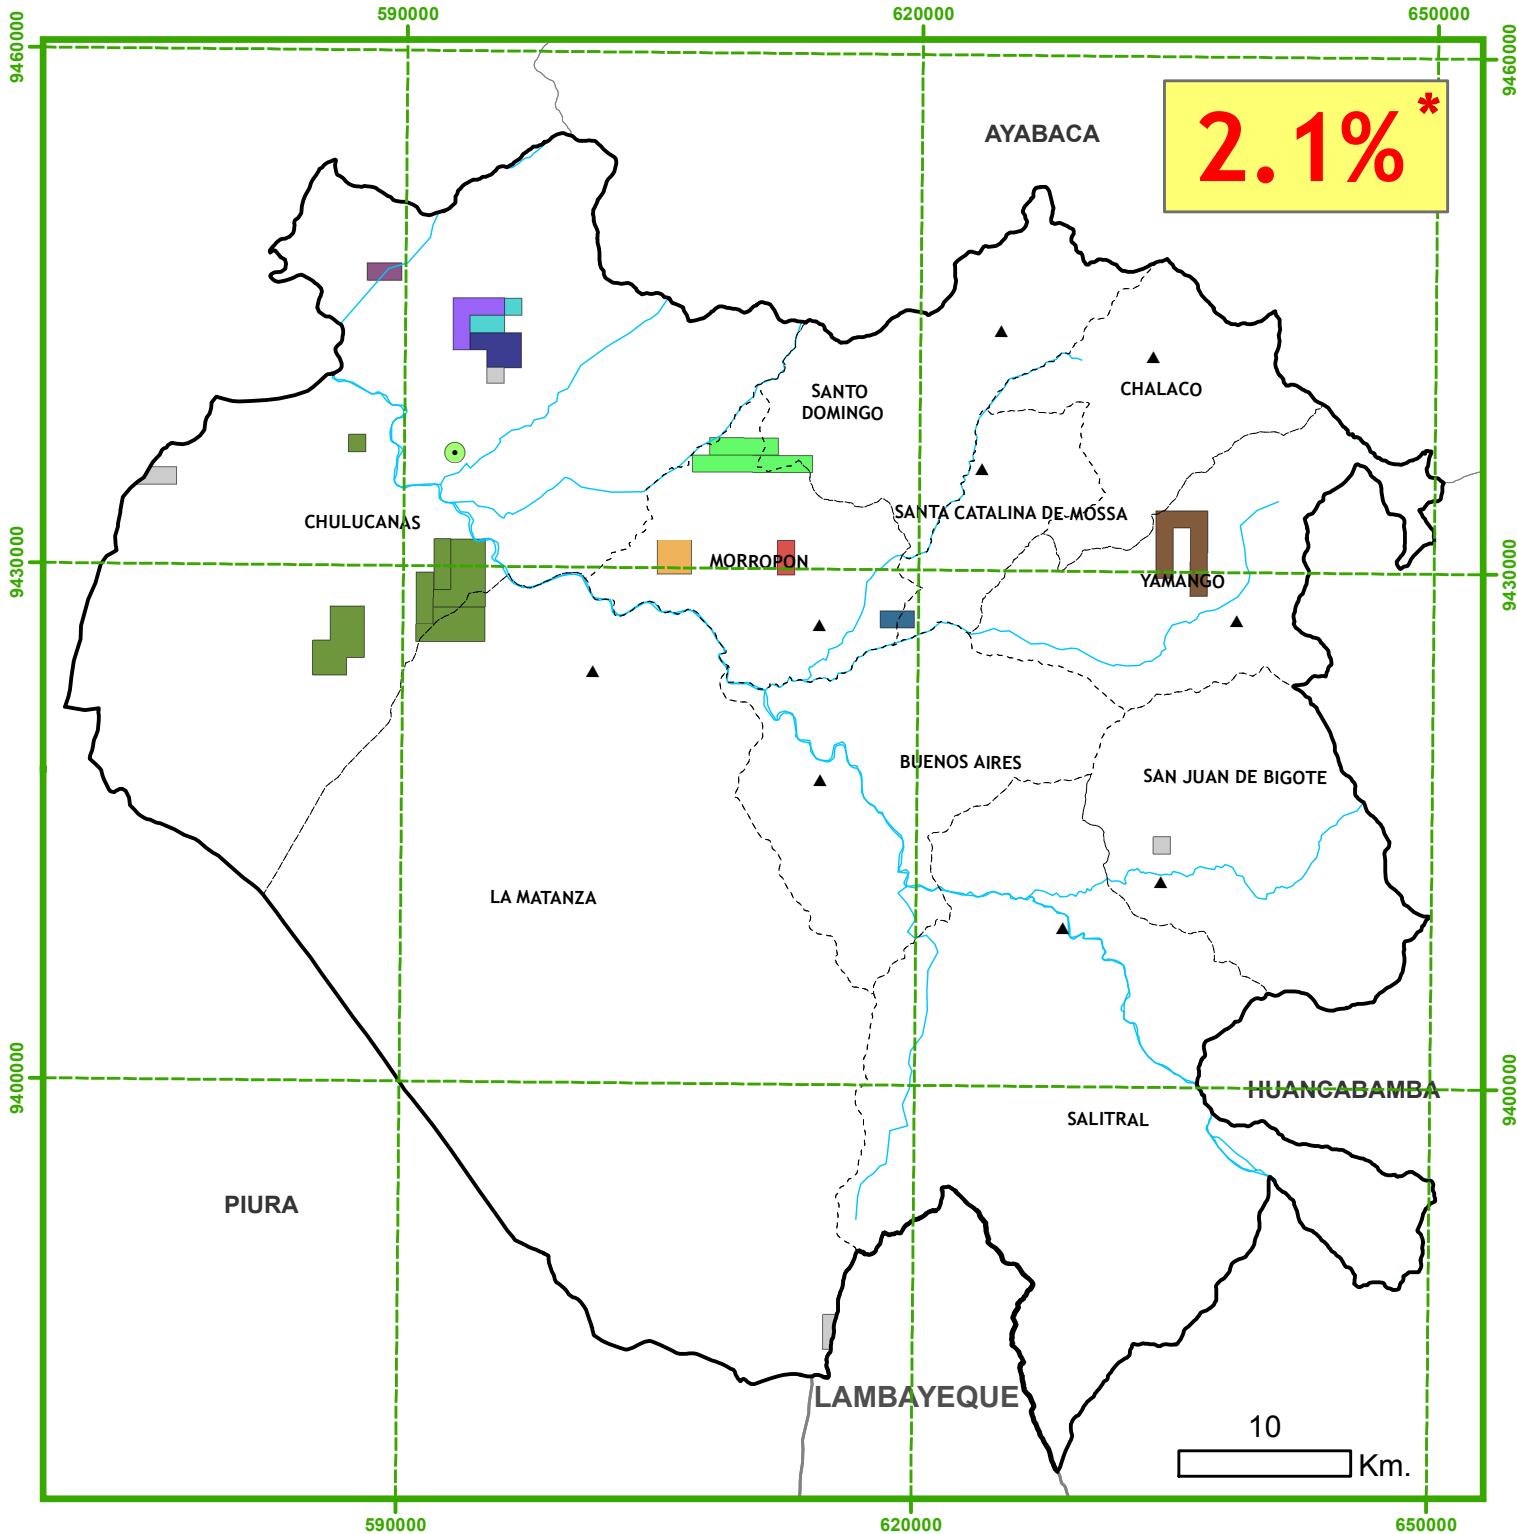 590000
620000
650000
9460000
9460000
AYABACA
2.1%*
SANTO
DOMINGO
CHALACO
SANTA CATALINA DE MOSSA
CHULUCANAS
MORROPON
9430000
9430000
YAMANGO
BUENOS AIRES
SAN JUAN DE BIGOTE
LA MATANZA
9400000
9400000
HUANCABAMBA
SALITRAL
PIURA
LAMBAYEQUE
10
Km.
590000
620000
650000